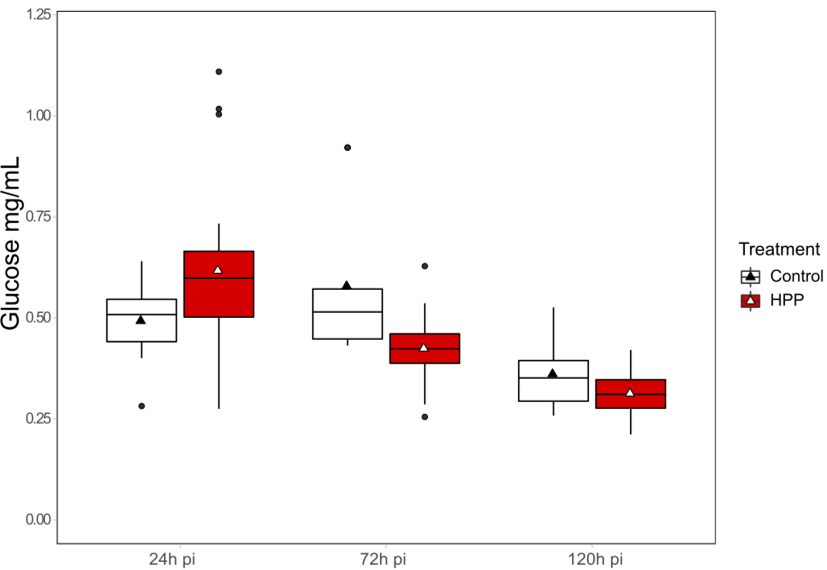 1.25
1.00
0.75
0.50
0.25
0.00
Glucose mg/mL
24h pi
72h pi
120h pi
Treatment
Control
HPP